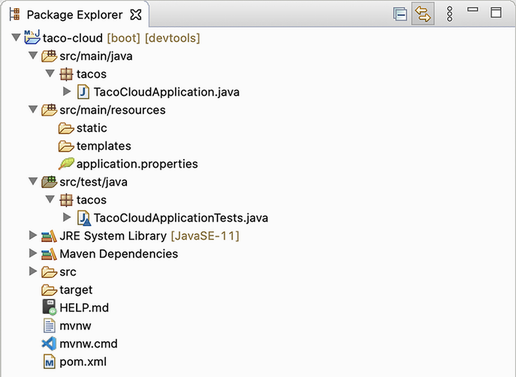 Package Explorer
taco-cloud [boot] [devtools]
src/main/java
tacos
TacoCloudApplication.java
src/main/resources
static
templates
application.properties
src/test/java
tacos
TacoCloudApplicationTests.java
JRE System Library [JavaSE-11]
Maven Dependencies
src
target
HELP.md
mvnw
mvnw.cmd
pom.xml